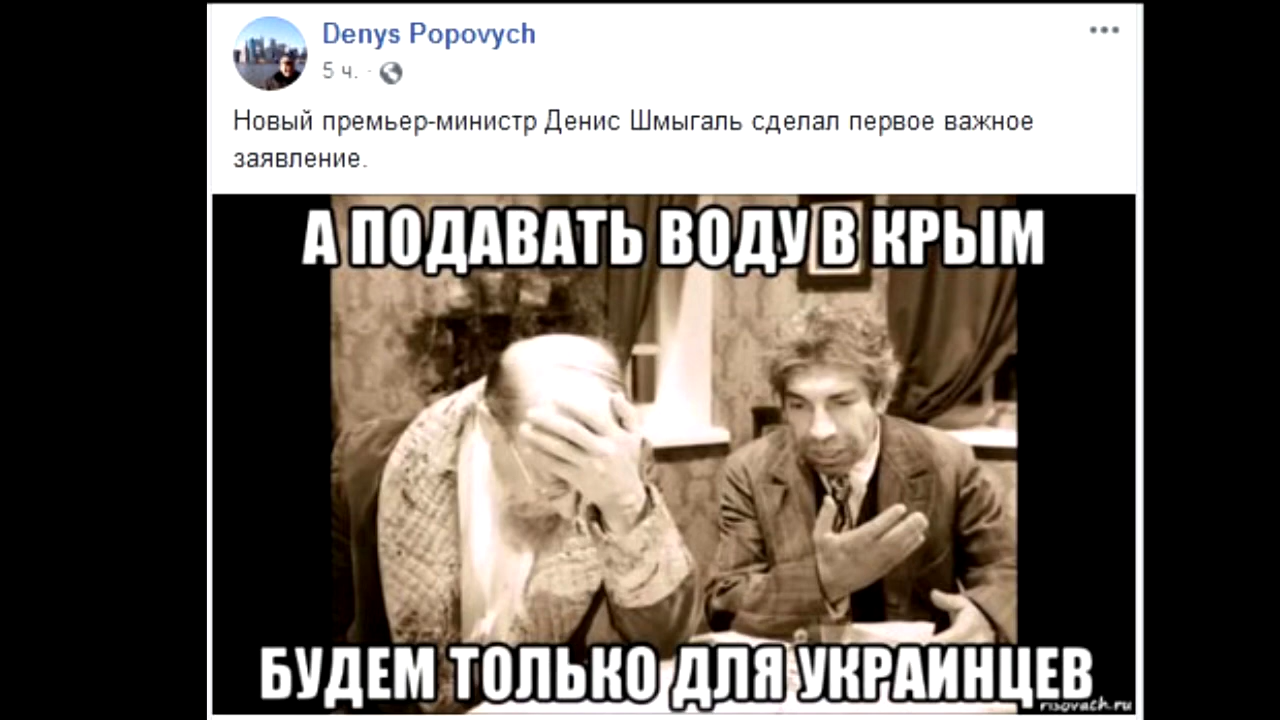 Denys Popovych
5 ч. ·
Новый премьер-министр Денис Шмыгаль сделал первое важное
заявление.
А ПОДАВАТЬ ВОДУ В КРЫМ
БУДЕМ ТОЛЬКО ДЛЯ УКРАИНЦЕВ
risovach.ru